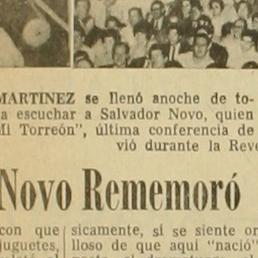 MARTINEZ se llenó anoche de to-
a escuchar a Salvador Novo, quien
Mi Torreón", última conferencia de
vió durante la Reve
Novo Rememoró
con que
juguetes,
sicamente, sí se siente or
lloso de que aquí "nació"